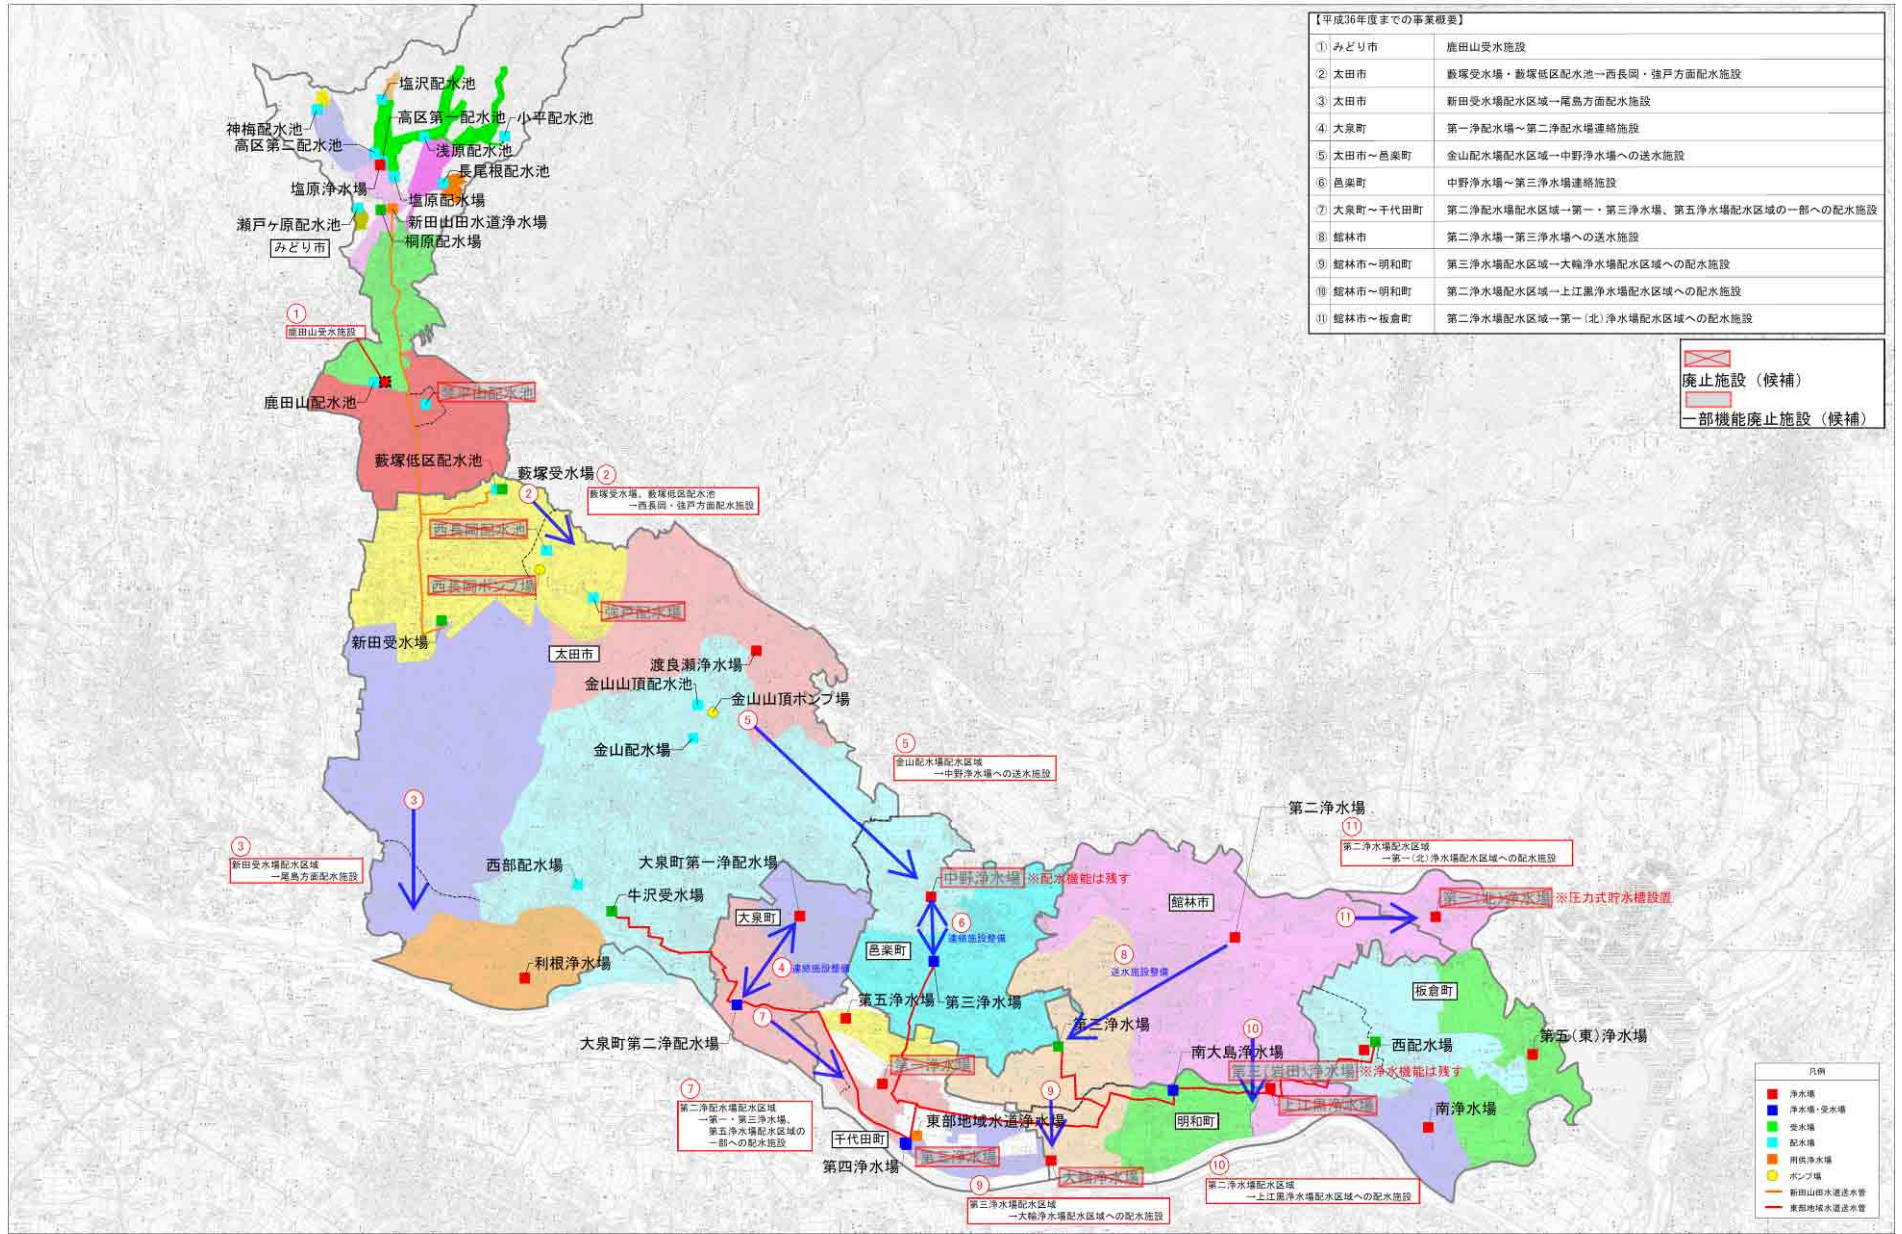 【平成36年度までの事業概要】
① みどり市 鹿田山受水施設
② 太田市 藪塚受水場・藪塚低区配水池→西長岡・強戸方面配水施設
③ 太田市 新田受水場配水区域→尾島方面配水施設
④ 大泉町 第一浄配水場～第二浄配水場連絡施設
⑤ 太田市～邑楽町 金山配水場配水区域→中野浄水場への送水施設
⑥ 邑楽町 中野浄水場～第三浄水場連絡施設
⑦ 大泉町～千代田町 第二浄配水場配水区域→第一・第三浄水場、第五浄水場配水区域の一部への配水施設
⑧ 館林市 第二浄水場→第三浄水場への送水施設
⑨ 館林市～明和町 第三浄水場配水区域→大輪浄水場配水区域への配水施設
⑩ 館林市～明和町 第二浄水場配水区域→上江黒浄水場配水区域への配水施設
⑪ 館林市～板倉町 第二浄水場配水区域→第一(北)浄水場配水区域への配水施設
廃止施設（候補）
一部機能廃止施設（候補）
塩沢配水池
高区第一配水池
小平配水池
神梅配水池
高区第二配水池
浅原配水池
長尾根配水池
塩原浄水場
塩原配水場
瀬戸ヶ原配水池
新田山田水道浄水場
桐原配水場
みどり市
①
鹿田山受水施設
鹿田山配水池
琴平山配水池
藪塚低区配水池
藪塚受水場
②
②
藪塚受水場、藪塚低区配水池
→西長岡・強戸方面配水施設
西長岡配水池
西長岡ポンプ場
強戸配水場
新田受水場
太田市
渡良瀬浄水場
金山山頂配水池
金山山頂ポンプ場
⑤
金山配水場
⑤
金山配水場配水区域
→中野浄水場への送水施設
③
③
新田受水場配水区域
→尾島方面配水施設
西部配水場
大泉町第一浄配水場
牛沢受水場
大泉町
利根浄水場
④
連絡施設整備
中野浄水場
※配水機能は残す
⑥
連絡施設整備
邑楽町
第三浄水場
第五浄水場
第二浄水場
⑪
第二浄水場配水区域
→第一(北)浄水場配水区域への配水施設
館林市
第一(北)浄水場
※圧力式貯水槽設置
⑪
⑧
送水施設整備
板倉町
⑦
大泉町第二浄配水場
第三浄水場
⑩
南大島浄水場
西配水場
第五(東)浄水場
第三(岩田)浄水場
※浄水機能は残す
第一浄水場
⑨
上江黒浄水場
南浄水場
⑦
第二浄配水場配水区域
→第一・第三浄水場、
第五浄水場配水区域の
一部への配水施設
東部地域水道浄水場
明和町
千代田町
第三浄水場
第四浄水場
大輪浄水場
⑨
第三浄水場配水区域
→大輪浄水場配水区域への配水施設
⑩
第二浄水場配水区域
→上江黒浄水場配水区域への配水施設
凡例
浄水場
浄水場・受水場
受水場
配水場
用供浄水場
ポンプ場
新田山田水道送水管
東部地域水道送水管